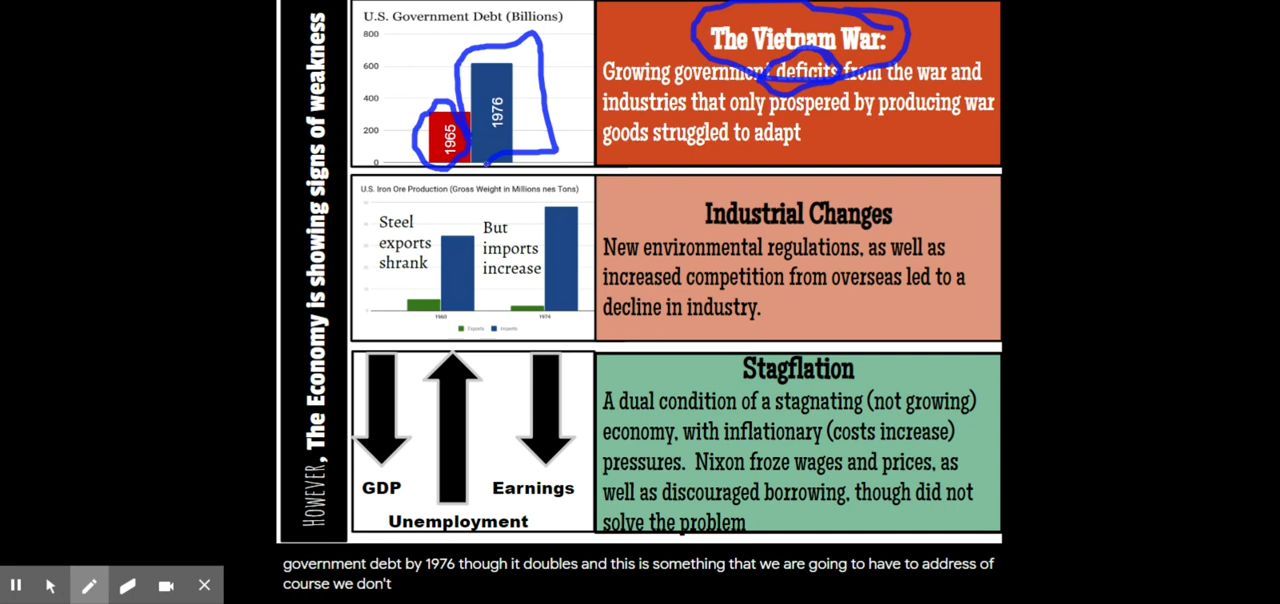 HOWEVER, The Economy is showing signs of weakness
U.S. Government Debt (Billions)
800
600
400
200
0
1965
1976
The Vietnam War:
Growing government deficits from the war and
industries that only prospered by producing war
goods struggled to adapt
U.S. Iron Ore Production (Gross Weight in Millions nes Tons)
Steel
exports
shrank
But
imports
increase
1960
1974
Exports
Imports
Industrial Changes
New environmental regulations, as well as
increased competition from overseas led to a
decline in industry.
GDP
Unemployment
Earnings
Stagflation
A dual condition of a stagnating (not growing)
economy, with inflationary (costs increase)
pressures. Nixon froze wages and prices, as
well as discouraged borrowing, though did not
solve the problem
government debt by 1976 though it doubles and this is something that we are going to have to address of
course we don't